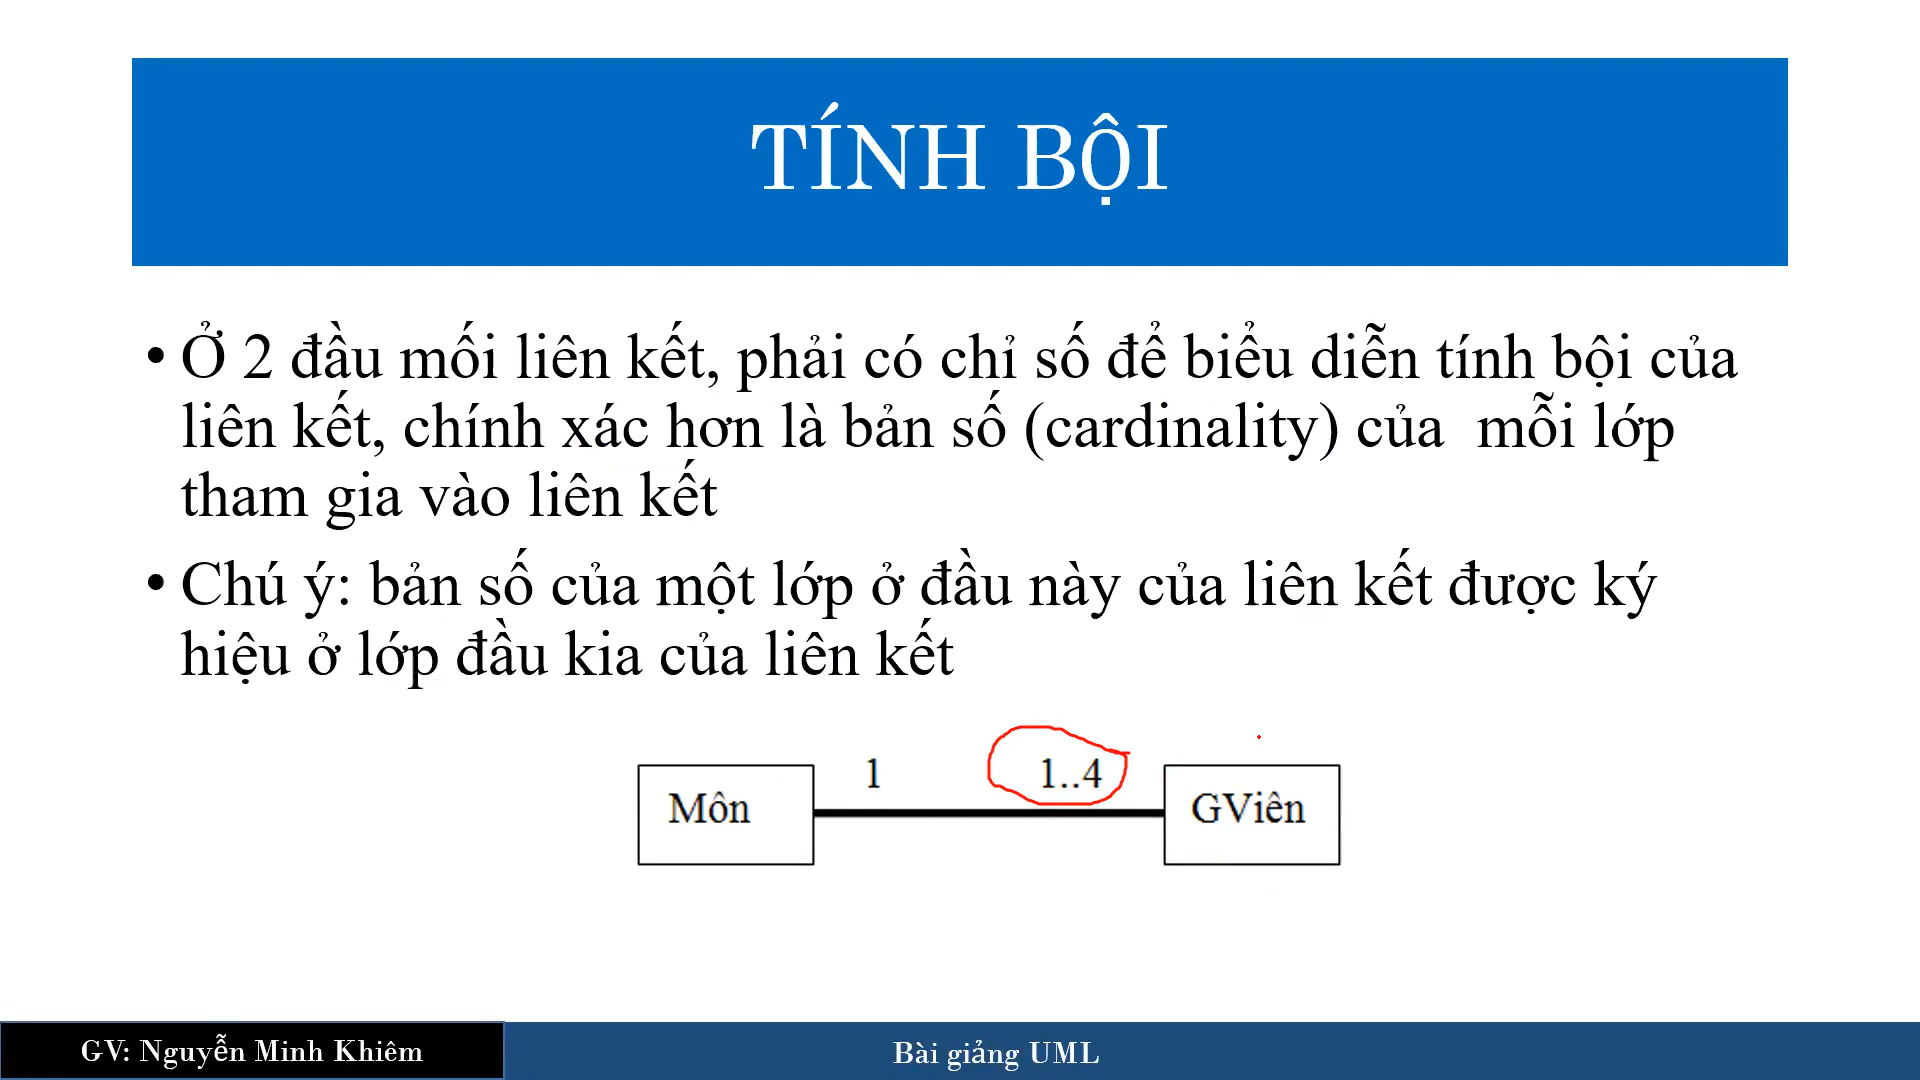 TÍNH BỘI
• Ở 2 đầu mối liên kết, phải có chỉ số để biểu diễn tính bội của
liên kết, chính xác hơn là bản số (cardinality) của mỗi lớp
tham gia vào liên kết
• Chú ý: bản số của một lớp ở đầu này của liên kết được ký
hiệu ở lớp đầu kia của liên kết
1 1..4
Môn GViên
GV: Nguyễn Minh Khiêm Bài giảng UML